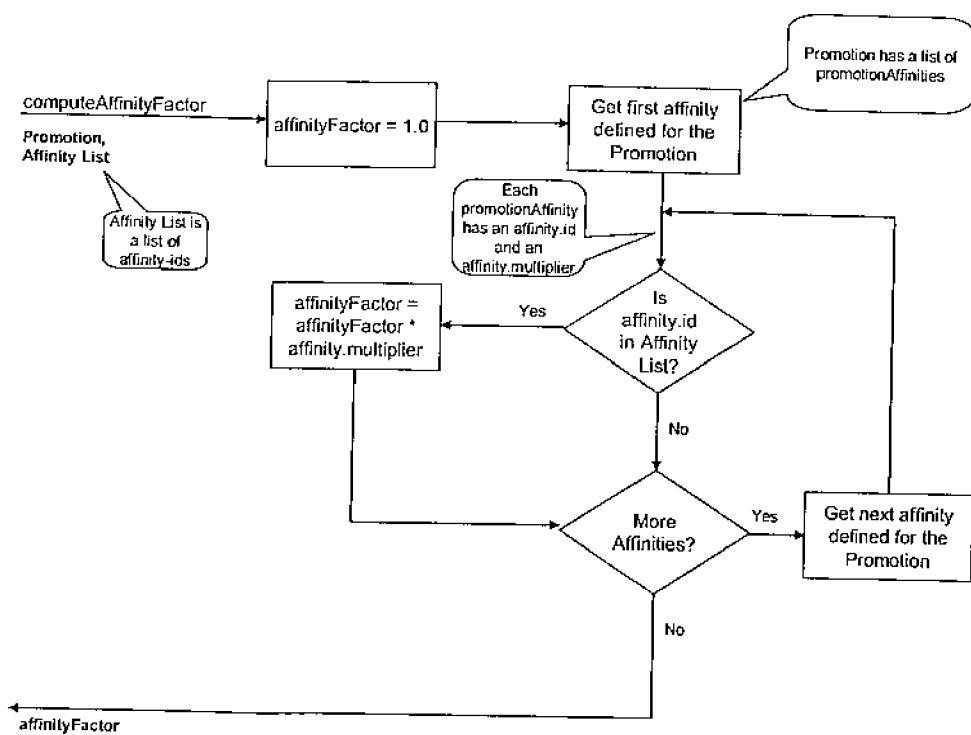 Promotion has a list of
promotionAffinities
computeAffinityFactor
Promotion,
Affinity List
affinityFactor = 1.0
Get first affinity
defined for the
Promotion
Affinity List is
a list of
affinity-ids
Each
promotionAffinity
has an affinity.id
and an
affinity.multiplier
affinityFactor =
affinityFactor *
affinity.multiplier
Yes
Is
affinity.id
in Affinity
List?
No
More
Affinities?
Yes
Get next affinity
defined for the
Promotion
No
affinityFactor